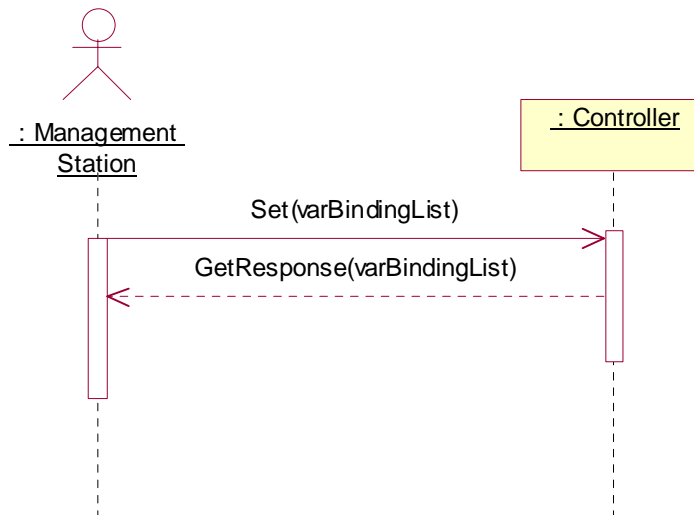 : Management
Station
: Controller
Set(varBindingList)
GetResponse(varBindingList)